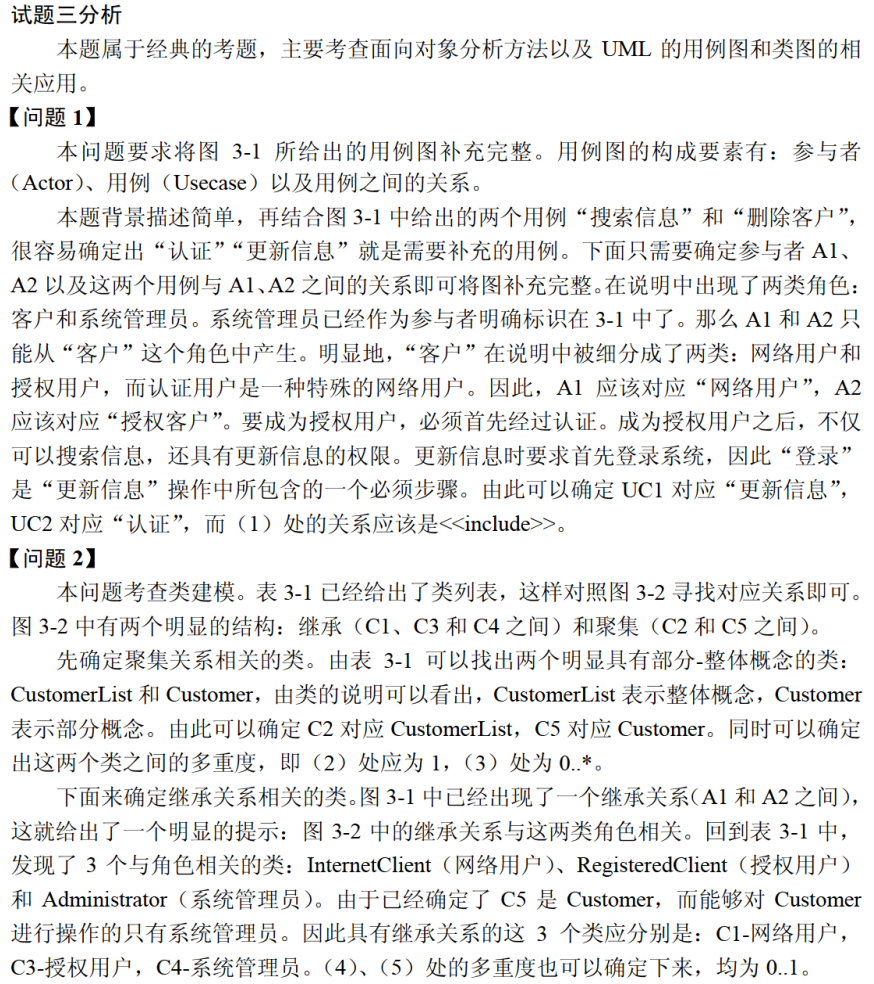 试题三分析
本题属于经典的考题，主要考查面向对象分析方法以及 UML 的用例图和类图的相
关应用。
【问题 1】
本问题要求将图 3-1 所给出的用例图补充完整。用例图的构成要素有：参与者
（Actor）、用例（Usecase）以及用例之间的关系。
本题背景描述简单，再结合图 3-1 中给出的两个用例“搜索信息”和“删除客户”，
很容易确定出“认证”“更新信息”就是需要补充的用例。下面只需要确定参与者 A1、
A2 以及这两个用例与 A1、A2 之间的关系即可将图补充完整。在说明中出现了两类角色：
客户和系统管理员。系统管理员已经作为参与者明确标识在 3-1 中了。那么 A1 和 A2 只
能从“客户”这个角色中产生。明显地，“客户”在说明中被细分成了两类：网络用户和
授权用户，而认证用户是一种特殊的网络用户。因此，A1 应该对应“网络用户”，A2
应该对应“授权客户”。要成为授权用户，必须首先经过认证。成为授权用户之后，不仅
可以搜索信息，还具有更新信息的权限。更新信息时要求首先登录系统，因此“登录”
是“更新信息”操作中所包含的一个必须步骤。由此可以确定 UC1 对应“更新信息”，
UC2 对应“认证”，而（1）处的关系应该是<<include>>。
【问题 2】
本问题考查类建模。表 3-1 已经给出了类列表，这样对照图 3-2 寻找对应关系即可。
图 3-2 中有两个明显的结构：继承（C1、C3 和 C4 之间）和聚集（C2 和 C5 之间）。
先确定聚集关系相关的类。由表 3-1 可以找出两个明显具有部分-整体概念的类：
CustomerList 和 Customer，由类的说明可以看出，CustomerList 表示整体概念，Customer
表示部分概念。由此可以确定 C2 对应 CustomerList，C5 对应 Customer。同时可以确定
出这两个类之间的多重度，即（2）处应为 1，（3）处为 0..*。
下面来确定继承关系相关的类。图 3-1 中已经出现了一个继承关系（A1 和 A2 之间），
这就给出了一个明显的提示：图 3-2 中的继承关系与这两类角色相关。回到表 3-1 中，
发现了 3 个与角色相关的类：InternetClient（网络用户）、RegisteredClient（授权用户）
和 Administrator（系统管理员）。由于已经确定了 C5 是 Customer，而能够对 Customer
进行操作的只有系统管理员。因此具有继承关系的这 3 个类应分别是：C1-网络用户，
C3-授权用户，C4-系统管理员。（4）、（5）处的多重度也可以确定下来，均为 0..1。